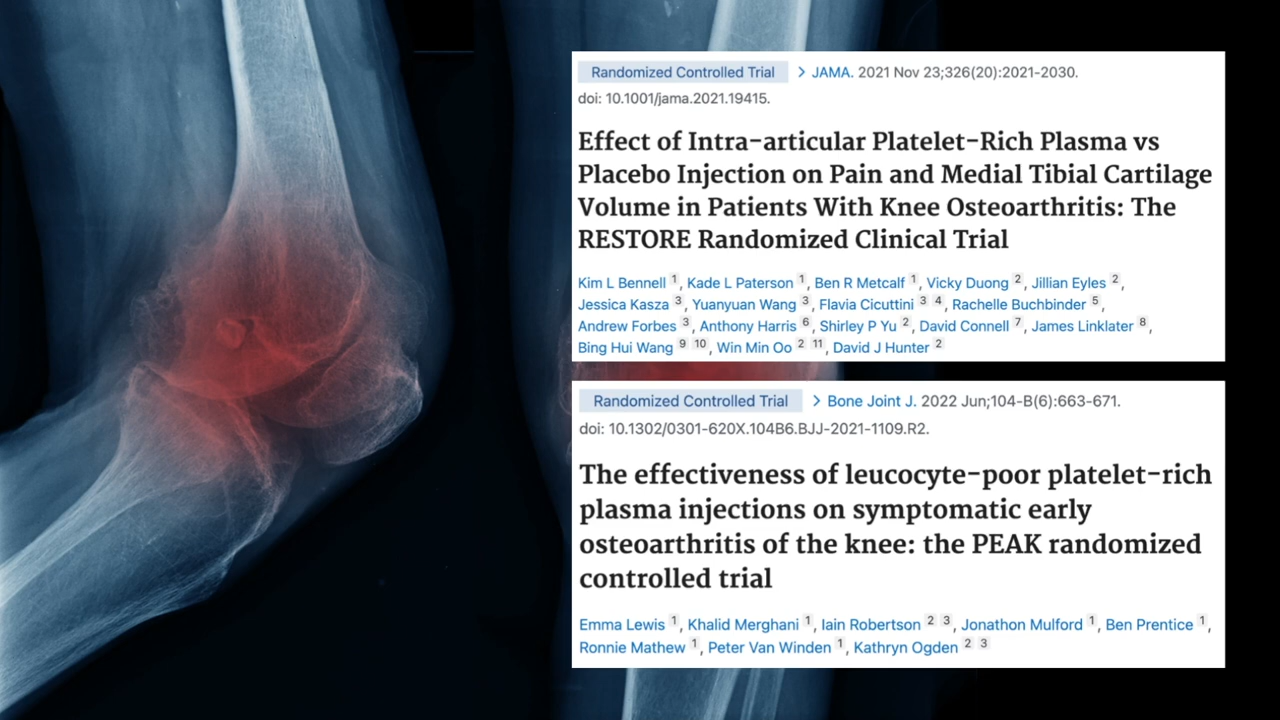 Randomized Controlled Trial > JAMA. 2021 Nov 23;326(20):2021-2030.
doi: 10.1001/jama.2021.19415.
Effect of Intra-articular Platelet-Rich Plasma vs
Placebo Injection on Pain and Medial Tibial Cartilage
Volume in Patients With Knee Osteoarthritis: The
RESTORE Randomized Clinical Trial
Kim L Bennell 1, Kade L Paterson 1, Ben R Metcalf 1, Vicky Duong 2, Jillian Eyles 2,
Jessica Kasza 3, Yuanyuan Wang 3, Flavia Cicuttini 3 4, Rachelle Buchbinder 5,
Andrew Forbes 3, Anthony Harris 6, Shirley P Yu 2, David Connell 7, James Linklater 8,
Bing Hui Wang 9 10, Win Min Oo 2 11, David J Hunter 2
Randomized Controlled Trial > Bone Joint J. 2022 Jun;104-B(6):663-671.
doi: 10.1302/0301-620X.104B6.BJJ-2021-1109.R2.
The effectiveness of leucocyte-poor platelet-rich
plasma injections on symptomatic early
osteoarthritis of the knee: the PEAK randomized
controlled trial
Emma Lewis 1, Khalid Merghani 1, Iain Robertson 2 3, Jonathon Mulford 1, Ben Prentice 1,
Ronnie Mathew 1, Peter Van Winden 1, Kathryn Ogden 2 3